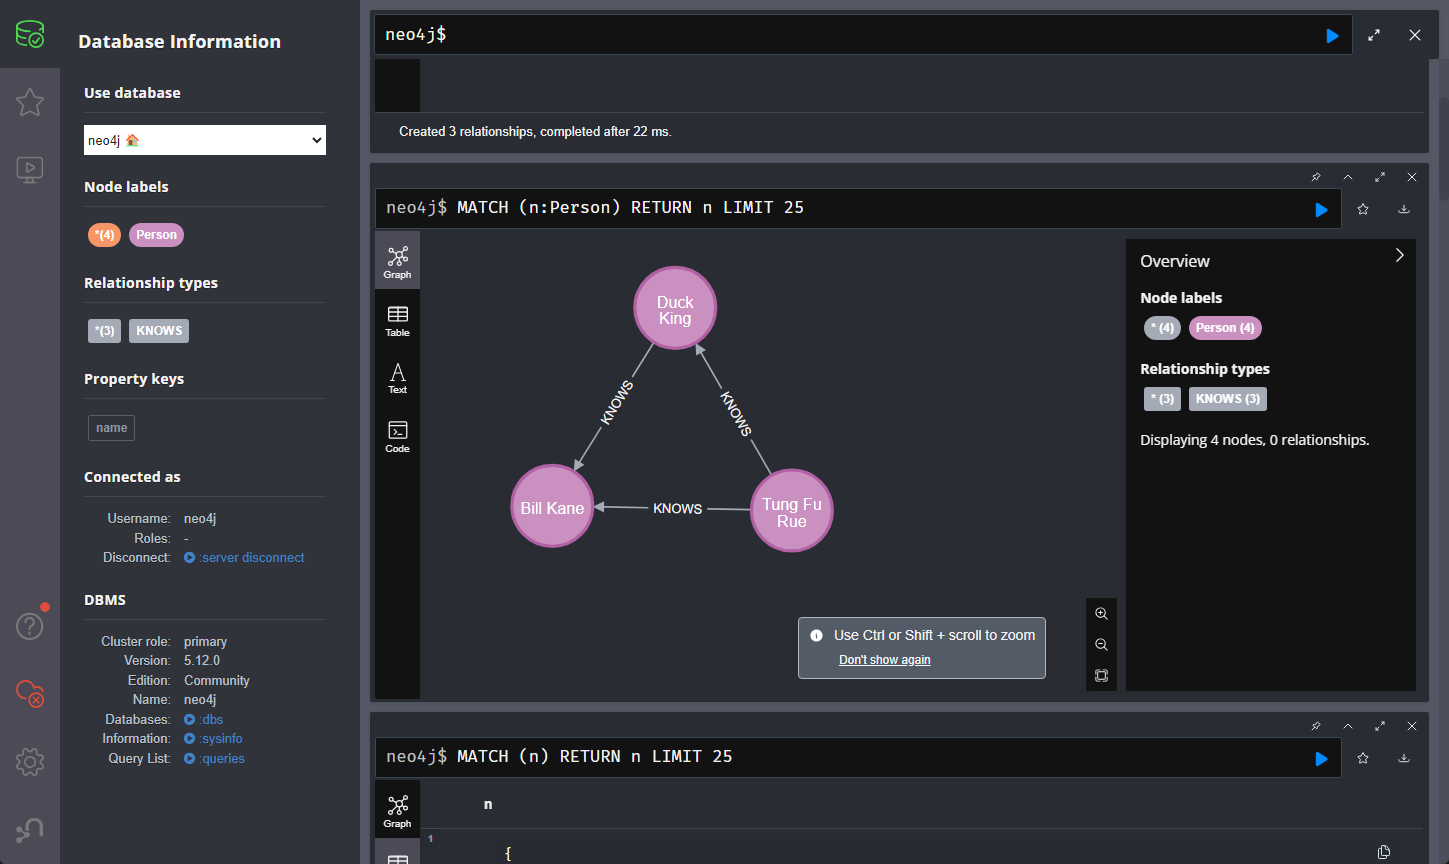 Database Information
Use database
neo4j
Node labels
*(4) Person
Relationship types
*(3) KNOWS
Property keys
name
Connected as
Username: neo4j
Roles: -
Disconnect: :server disconnect
DBMS
Cluster role: primary
Version: 5.12.0
Edition: Community
Name: neo4j
Databases: :dbs
Information: :sysinfo
Query List: :queries
neo4j$
Created 3 relationships, completed after 22 ms.
neo4j$ MATCH (n:Person) RETURN n LIMIT 25
Graph
Table
Text
Code
Duck
King
KNOWS
KNOWS
Bill Kane
KNOWS
Tung Fu
Rue
Use Ctrl or Shift + scroll to zoom
Don't show again
Overview
Node labels
* (4) Person (4)
Relationship types
* (3) KNOWS (3)
Displaying 4 nodes, 0 relationships.
neo4j$ MATCH (n) RETURN n LIMIT 25
Graph
n
1
{